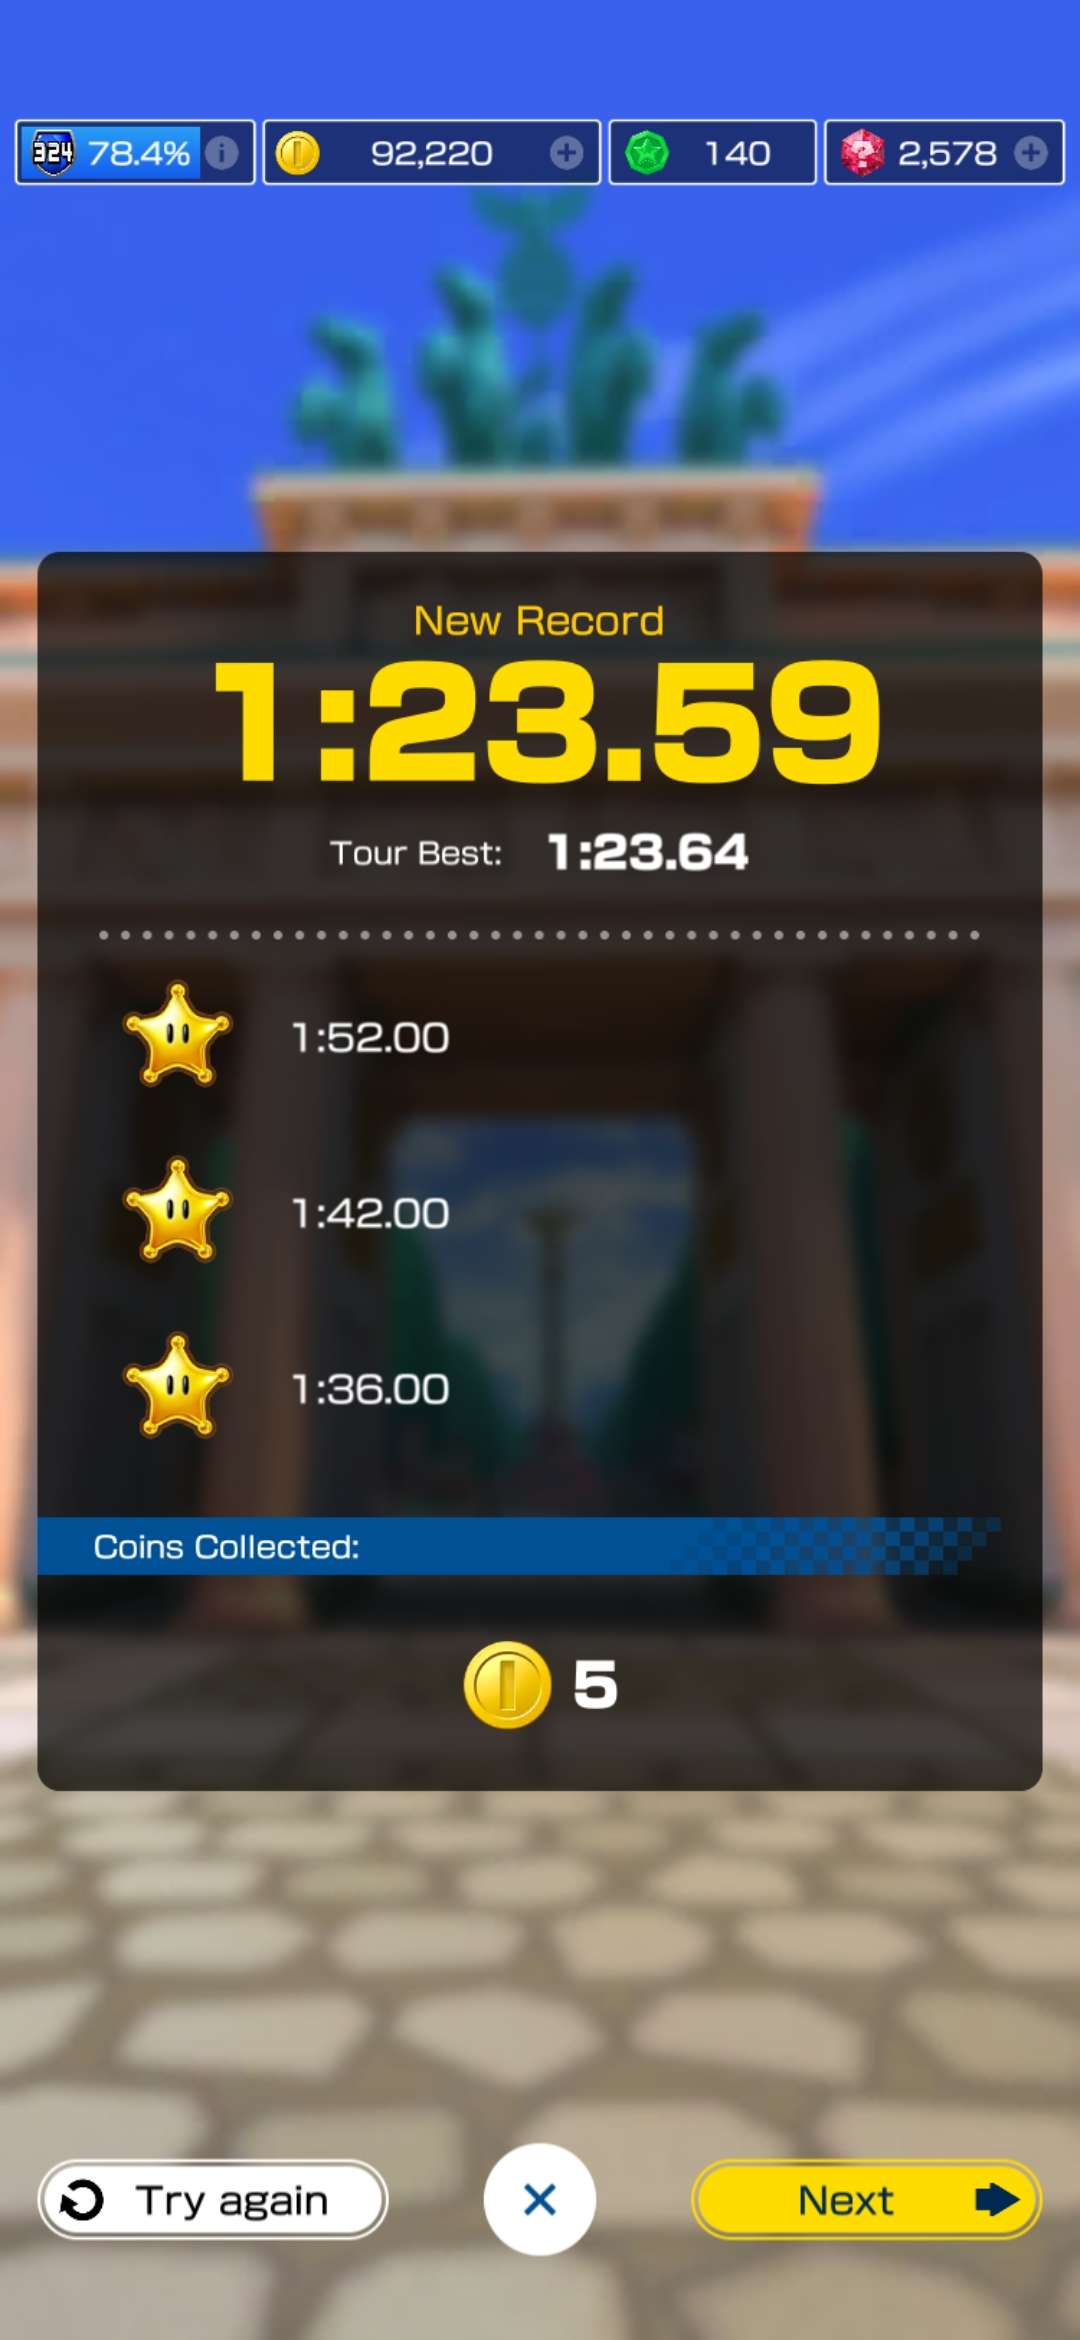 324 78.4% i 92,220 + 140 ? 2,578 +
New Record
1:23.59
Tour Best: 1:23.64
1:52.00
1:42.00
1:36.00
Coins Collected:
5
Try again × Next